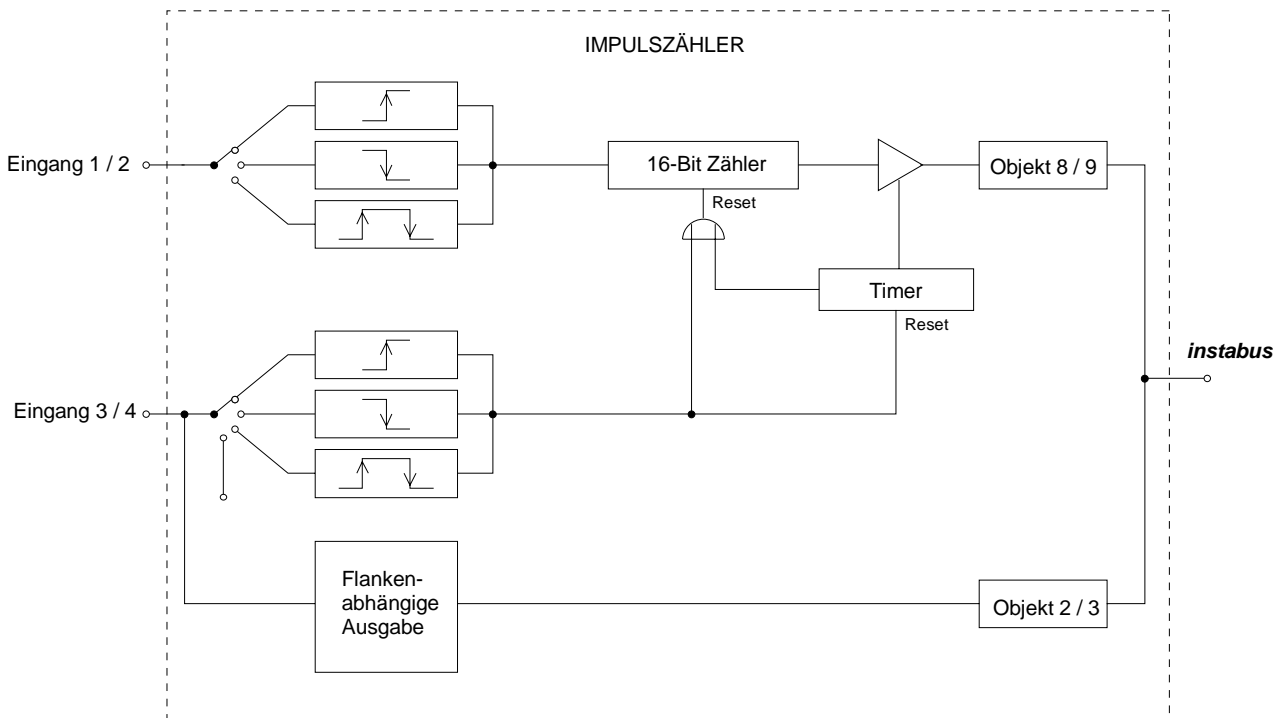 IMPULSZÄHLER
Eingang 1 / 2
16-Bit Zähler
Objekt 8 / 9
Reset
Timer
Reset
instabus
Eingang 3 / 4
Flanken-
abhängige
Ausgabe
Objekt 2 / 3